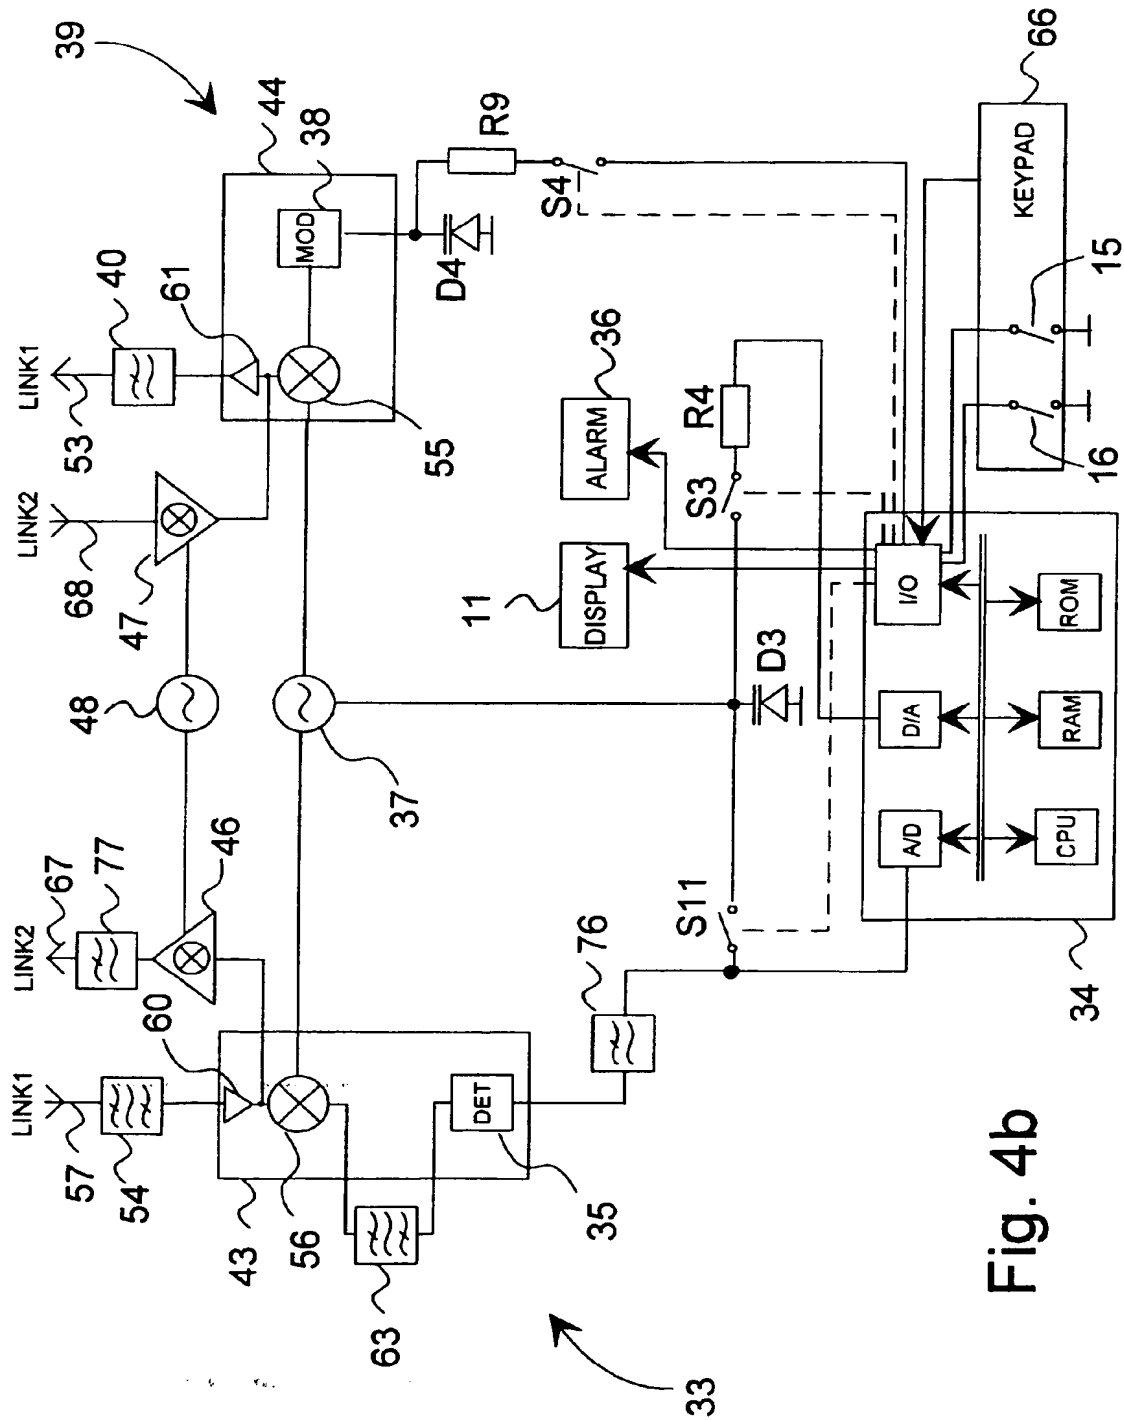 LINK1
57
54
43
56
63
60
LINK2
67
77
46
48
47
68
LINK2
53
LINK1
40
61
44
38
39
MOD
55
D4
R9
S4
37
DET
35
76
S11
D3
11
DISPLAY
ALARM
36
S3
R4
A/D
D/A
I/O
CPU
RAM
ROM
34
KEYPAD
66
16
15
33
Fig. 4b